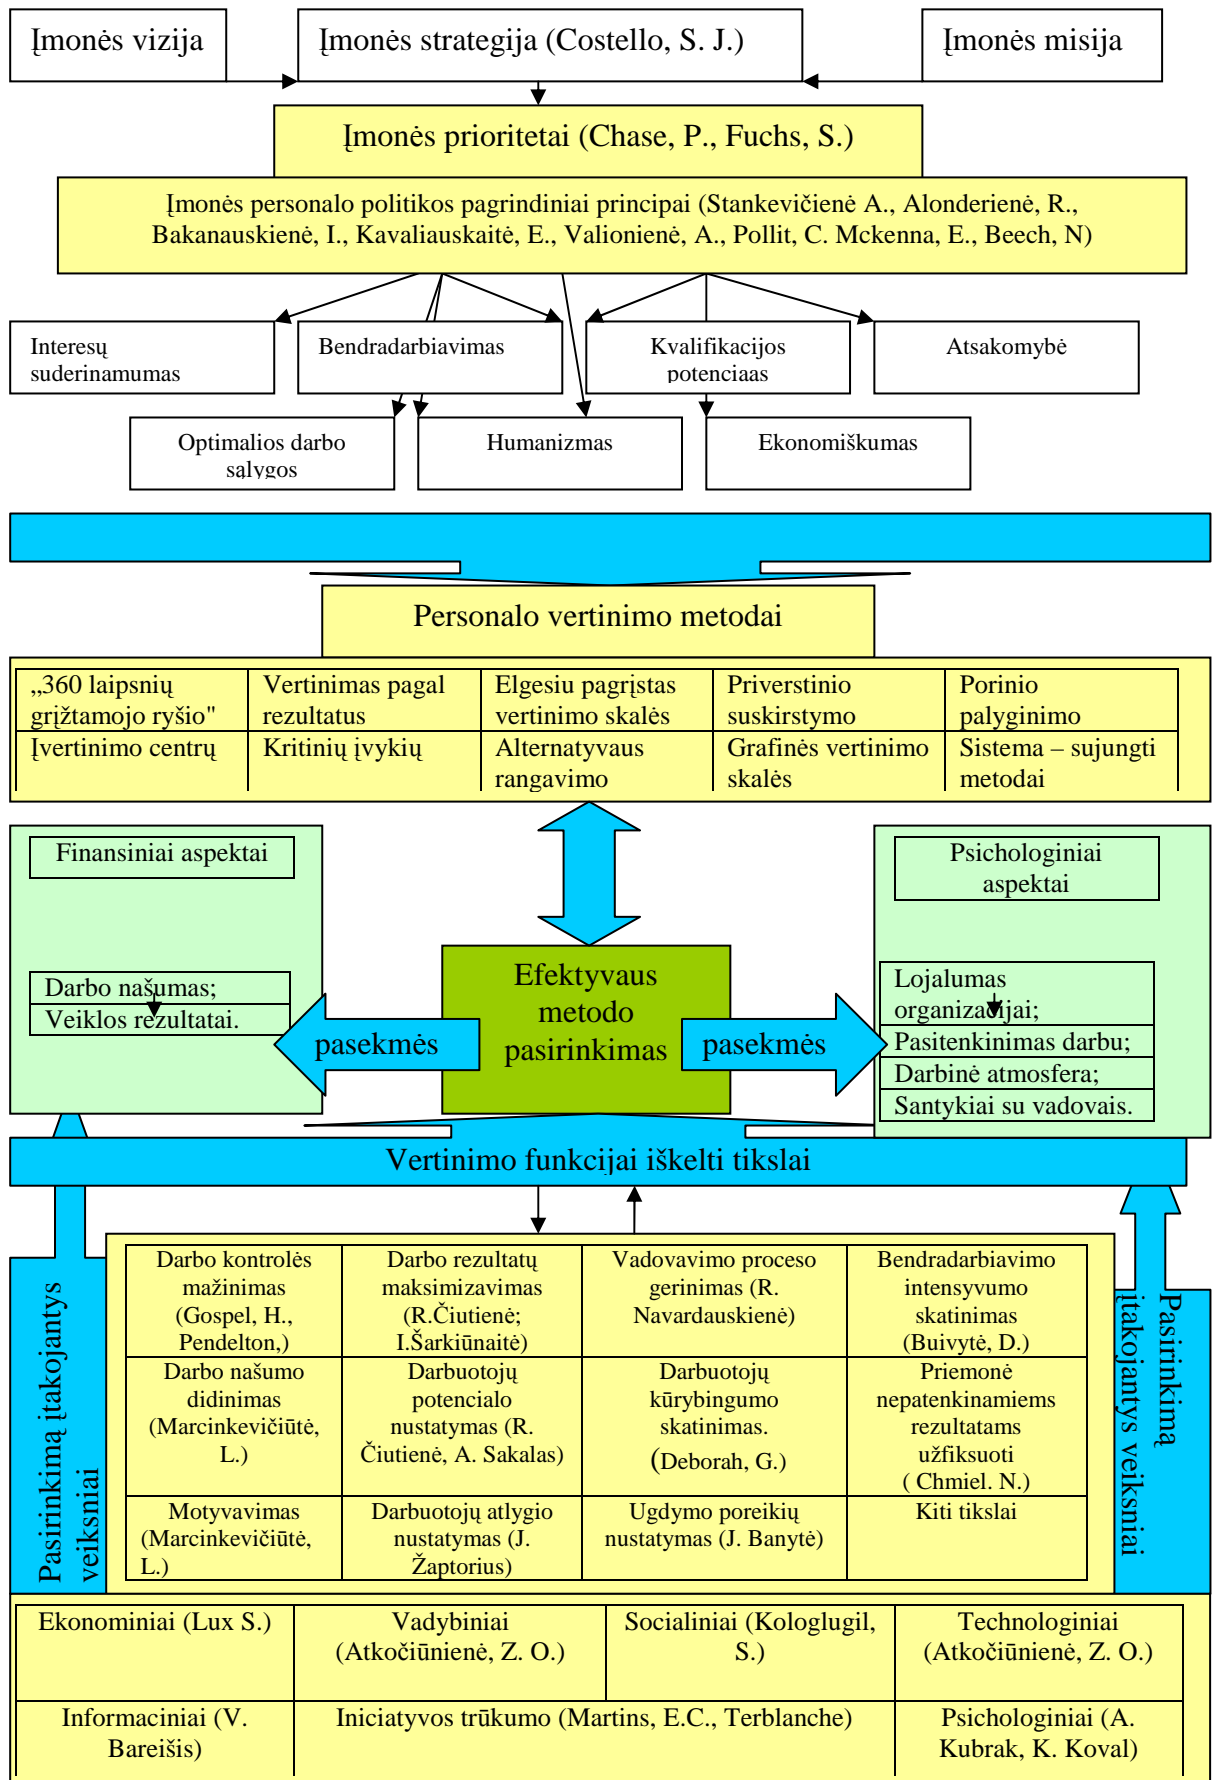 Įmonės vizija
Įmonės strategija (Costello, S. J.)
Įmonės misija
Įmonės prioritetai (Chase, P., Fuchs, S.)
Įmonės personalo politikos pagrindiniai principai (Stankevičienė A., Alonderienė, R.,
Bakanauskienė, I., Kavaliauskaitė, E., Valionienė, A., Pollit, C. Mckenna, E., Beech, N)
Interesų
suderinamumas
Bendradarbiavimas
Kvalifikacijos
potenciaas
Atsakomybė
Optimalios darbo
sąlygos
Humanizmas
Ekonomiškumas
Personalo vertinimo metodai
„360 laipsnių
grįžtamojo ryšio"
Vertinimas pagal
rezultatus
Elgesiu pagrįstas
vertinimo skalės
Priverstinio
suskirstymo
Porinio
palyginimo
Įvertinimo centrų
Kritinių įvykių
Alternatyvaus
rangavimo
Grafinės vertinimo
skalės
Sistema – sujungti
metodai
Finansiniai aspektai
Psichologiniai
aspektai
Darbo našumas;
Veiklos rezultatai.
pasekmės
Efektyvaus
metodo
pasirinkimas
pasekmės
Lojalumas
organizacijai;
Pasitenkinimas darbu;
Darbinė atmosfera;
Santykiai su vadovais.
Vertinimo funkcijai iškelti tikslai
Pasirinkimą įtakojantys
veiksniai
Darbo kontrolės
mažinimas
(Gospel, H.,
Pendelton,)
Darbo rezultatų
maksimizavimas
(R.Čiutienė;
I.Šarkiūnaitė)
Vadovavimo proceso
gerinimas (R.
Navardauskienė)
Bendradarbiavimo
intensyvumo
skatinimas
(Buivytė, D.)
Darbo našumo
didinimas
(Marcinkevičiūtė,
L.)
Darbuotojų
potencialo
nustatymas (R.
Čiutienė, A. Sakalas)
Darbuotojų
kūrybingumo
skatinimas.
(Deborah, G.)
Priemonė
nepatenkinamiems
rezultatams
užfiksuoti
( Chmiel. N.)
Motyvavimas
(Marcinkevičiūtė,
L.)
Darbuotojų atlygio
nustatymas (J.
Žaptorius)
Ugdymo poreikių
nustatymas (J. Banytė)
Kiti tikslai
Pasirinkimą
įtakojantys veiksniai
Ekonominiai (Lux S.)
Vadybiniai
(Atkočiūnienė, Z. O.)
Socialiniai (Kologlugil,
S.)
Technologiniai
(Atkočiūnienė, Z. O.)
Informaciniai (V.
Bareišis)
Iniciatyvos trūkumo (Martins, E.C., Terblanche)
Psichologiniai (A.
Kubrak, K. Koval)